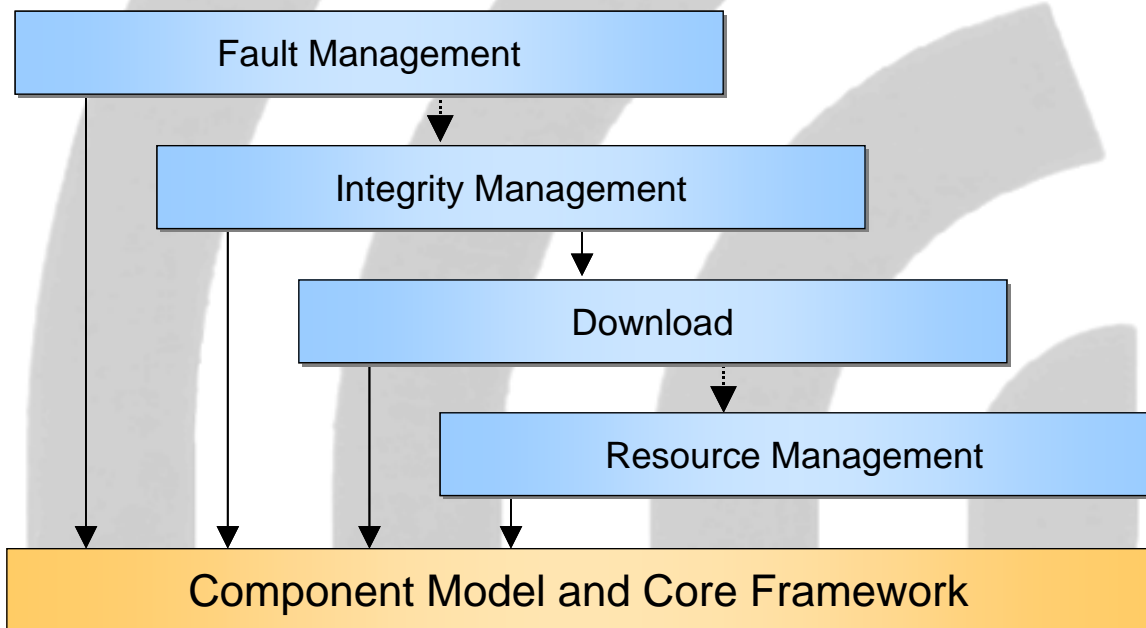 Fault Management
Integrity Management
Download
Resource Management
Component Model and Core Framework